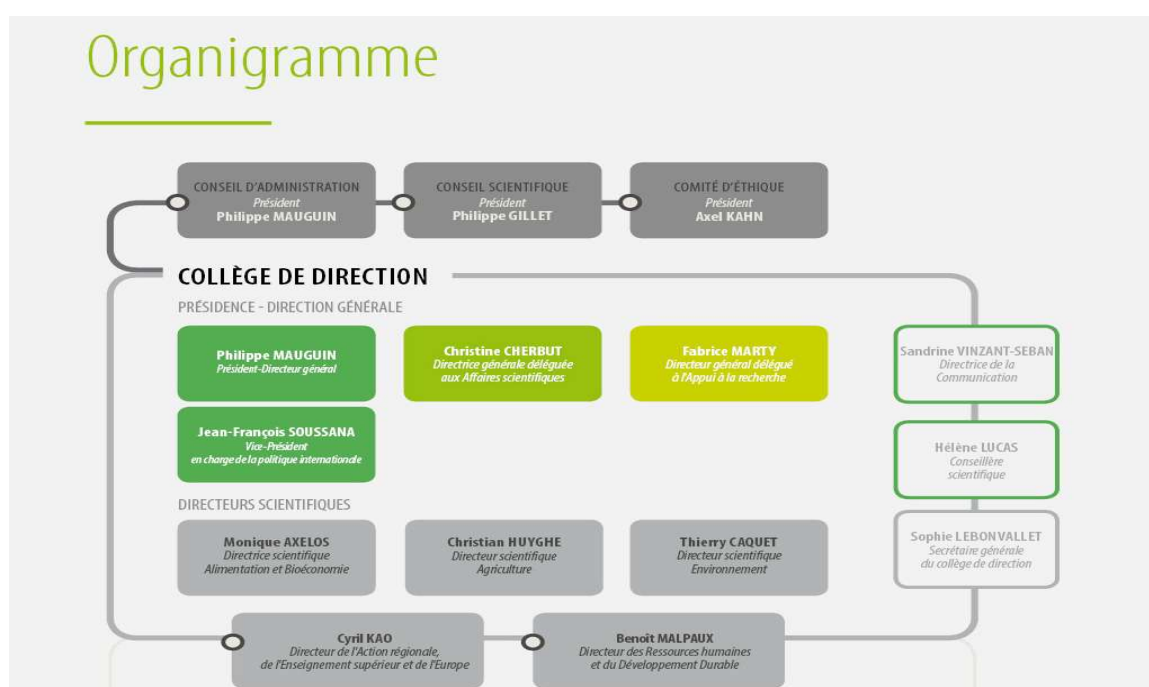 Organigramme
CONSEIL D'ADMINISTRATION
Président
Philippe MAUGUIN
CONSEIL SCIENTIFIQUE
Président
Philippe GILLET
COMITÉ D'ÉTHIQUE
Président
Axel KAHN
COLLÈGE DE DIRECTION
PRÉSIDENCE - DIRECTION GÉNÉRALE
Philippe MAUGUIN
Président-Directeur général
Christine CHERBUT
Directrice générale déléguée
aux Affaires scientifiques
Fabrice MARTY
Directeur général délégué
à l'Appui à la recherche
Sandrine VINZANT-SEBAN
Directrice de la
Communication
Jean-François SOUSSANA
Vice-Président
en charge de la politique internationale
Hélène LUCAS
Conseillère
scientifique
DIRECTEURS SCIENTIFIQUES
Monique AXELOS
Directrice scientifique
Alimentation et Bioéconomie
Christian HUYGHE
Directeur scientifique
Agriculture
Thierry CAQUET
Directeur scientifique
Environnement
Sophie LEBONVALLET
Secrétaire générale
du collège de direction
Cyril KAO
Directeur de l'Action régionale,
de l'Enseignement supérieur et de l'Europe
Benoît MALPAUX
Directeur des Ressources humaines
et du Développement Durable